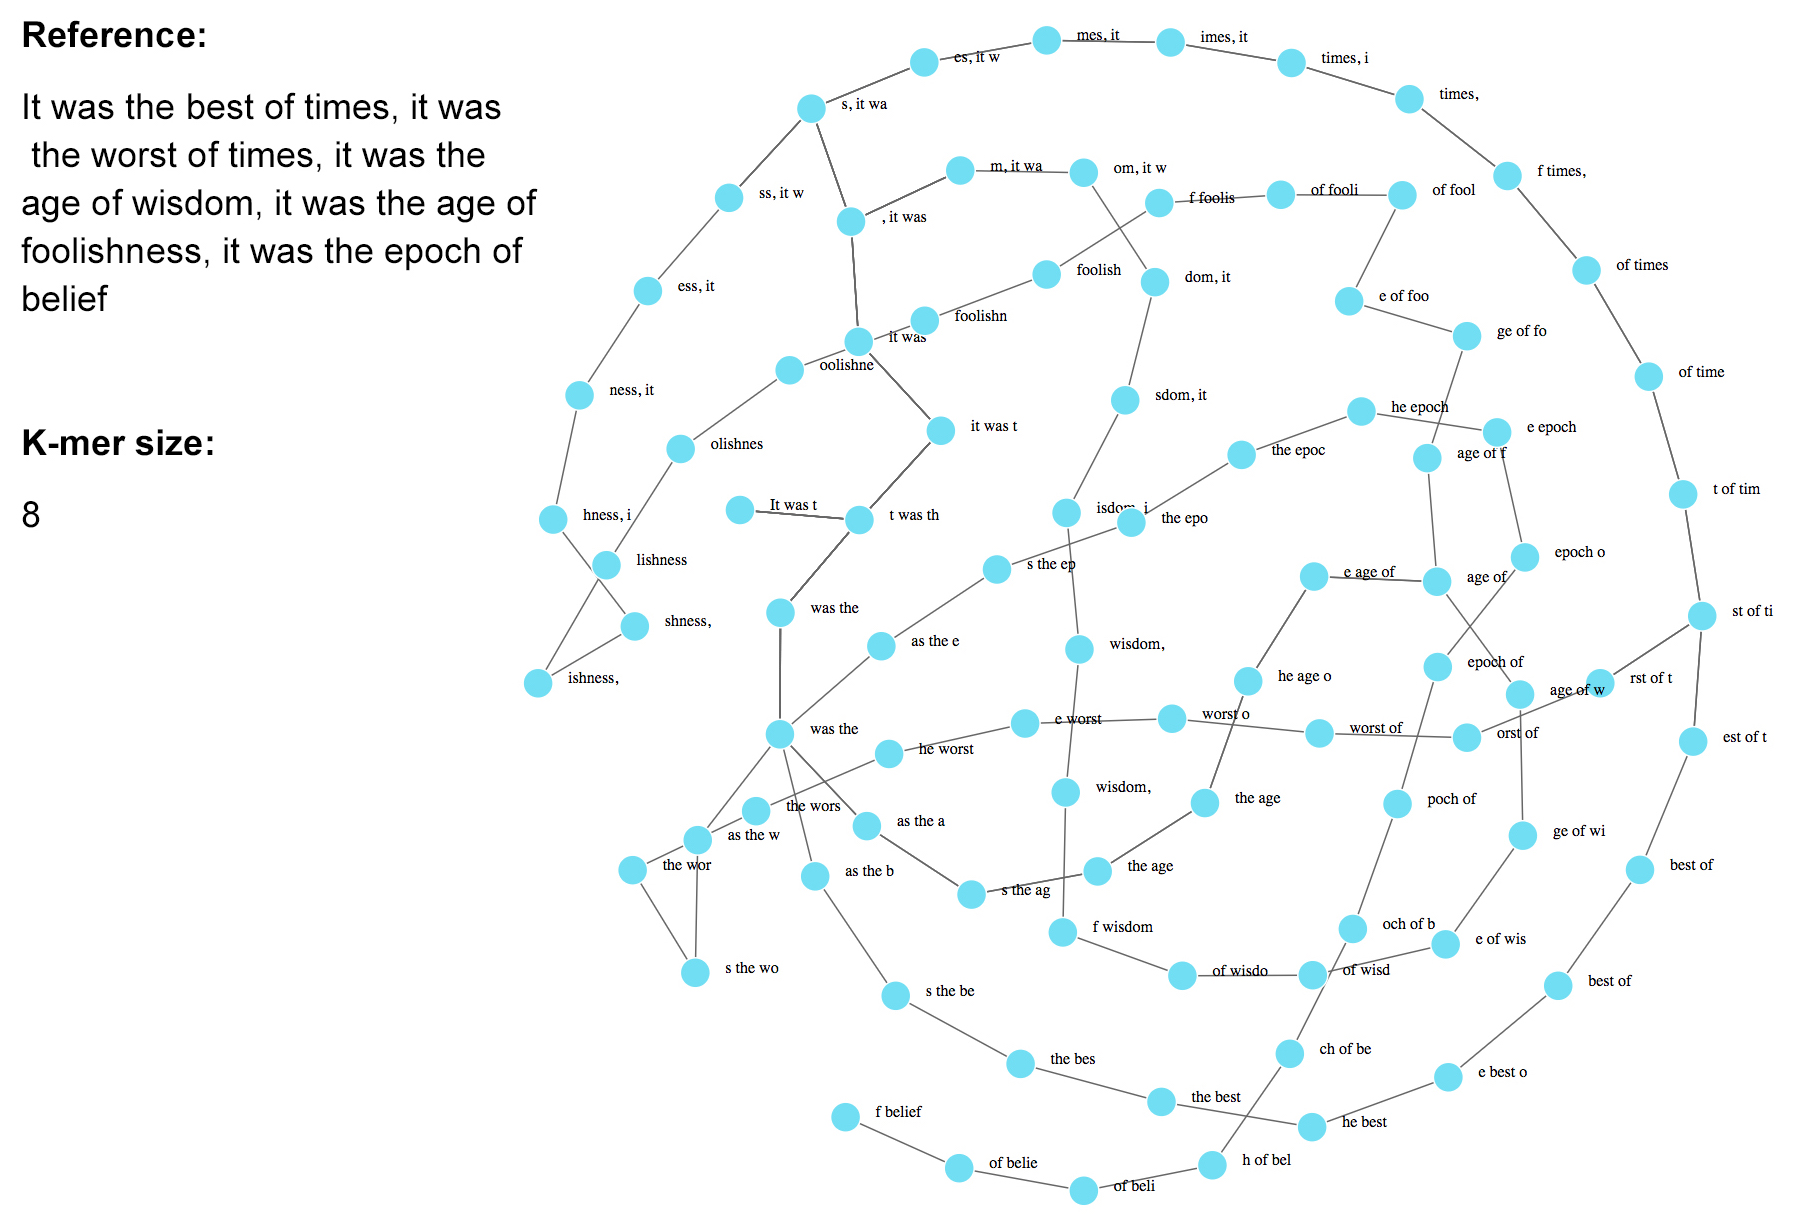 Reference:
It was the best of times, it was
the worst of times, it was the
age of wisdom, it was the age of
foolishness, it was the epoch of
belief
K-mer size:
8
mes, it
imes, it
es, it w
times, i
times,
s, it wa
m, it wa
om, it w
f times,
ss, it w
f foolis
of fooli
of fool
, it was
of times
foolish
dom, it
ess, it
e of foo
foolishn
ge of fo
it was
oolishne
of time
ness, it
sdom, it
he epoch
it was t
e epoch
olishnes
the epoc
age of f
t of tim
It was t
isdom, i
hness, i
t was th
the epo
epoch o
lishness
s the ep
e age of
age of
was the
st of ti
shness,
as the e
wisdom,
epoch of
ishness,
he age o
rst of t
age of w
e worst
worst o
was the
worst of
orst of
est of t
he worst
wisdom,
the age
poch of
the wors
as the a
as the w
ge of wi
the wor
as the b
the age
best of
s the ag
f wisdom
och of b
e of wis
s the wo
of wisdo
of wisd
best of
s the be
ch of be
the bes
e best o
the best
f belief
he best
of belie
h of bel
of beli